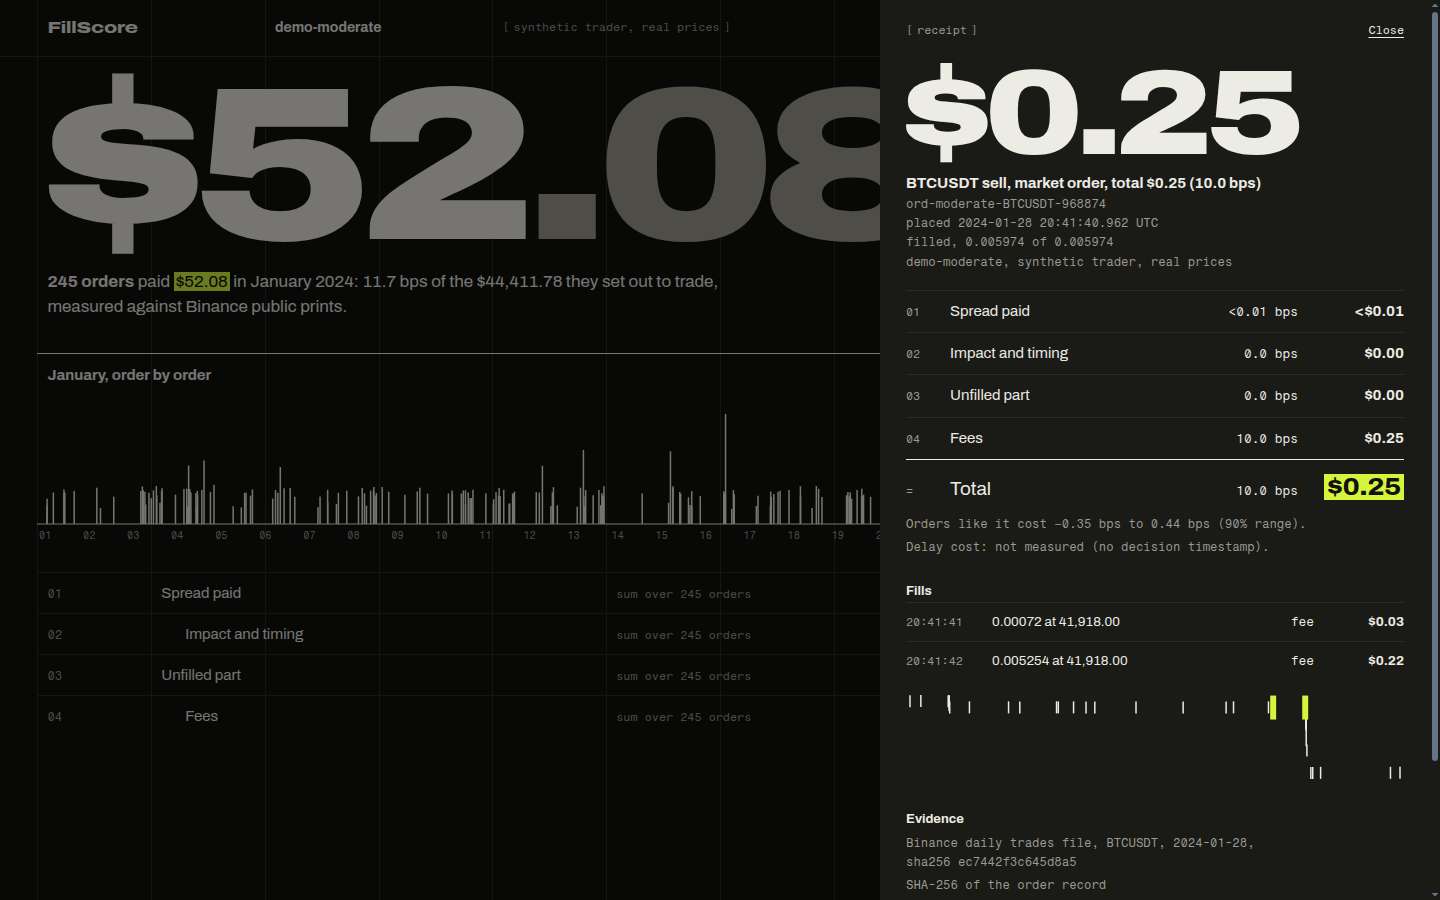 FillScore
demo-moderate
[ synthetic trader, real prices ]
$52.08
245 orders paid $52.08 in January 2024: 11.7 bps of the $44,411.78 they set out to trade,
measured against Binance public prints.
January, order by order
01 02 03 04 05 06 07 08 09 10 11 12 13 14 15 16 17 18 19
01 Spread paid sum over 245 orders
02 Impact and timing sum over 245 orders
03 Unfilled part sum over 245 orders
04 Fees sum over 245 orders
[ receipt ]
Close
$0.25
BTCUSDT sell, market order, total $0.25 (10.0 bps)
ord-moderate-BTCUSDT-968874
placed 2024-01-28 20:41:40.962 UTC
filled, 0.005974 of 0.005974
demo-moderate, synthetic trader, real prices
01 Spread paid <0.01 bps <$0.01
02 Impact and timing 0.0 bps $0.00
03 Unfilled part 0.0 bps $0.00
04 Fees 10.0 bps $0.25
= Total 10.0 bps $0.25
Orders like it cost −0.35 bps to 0.44 bps (90% range).
Delay cost: not measured (no decision timestamp).
Fills
20:41:41 0.00072 at 41,918.00 fee $0.03
20:41:42 0.005254 at 41,918.00 fee $0.22
Evidence
Binance daily trades file, BTCUSDT, 2024-01-28,
sha256 ec7442f3c645d8a5
SHA-256 of the order record